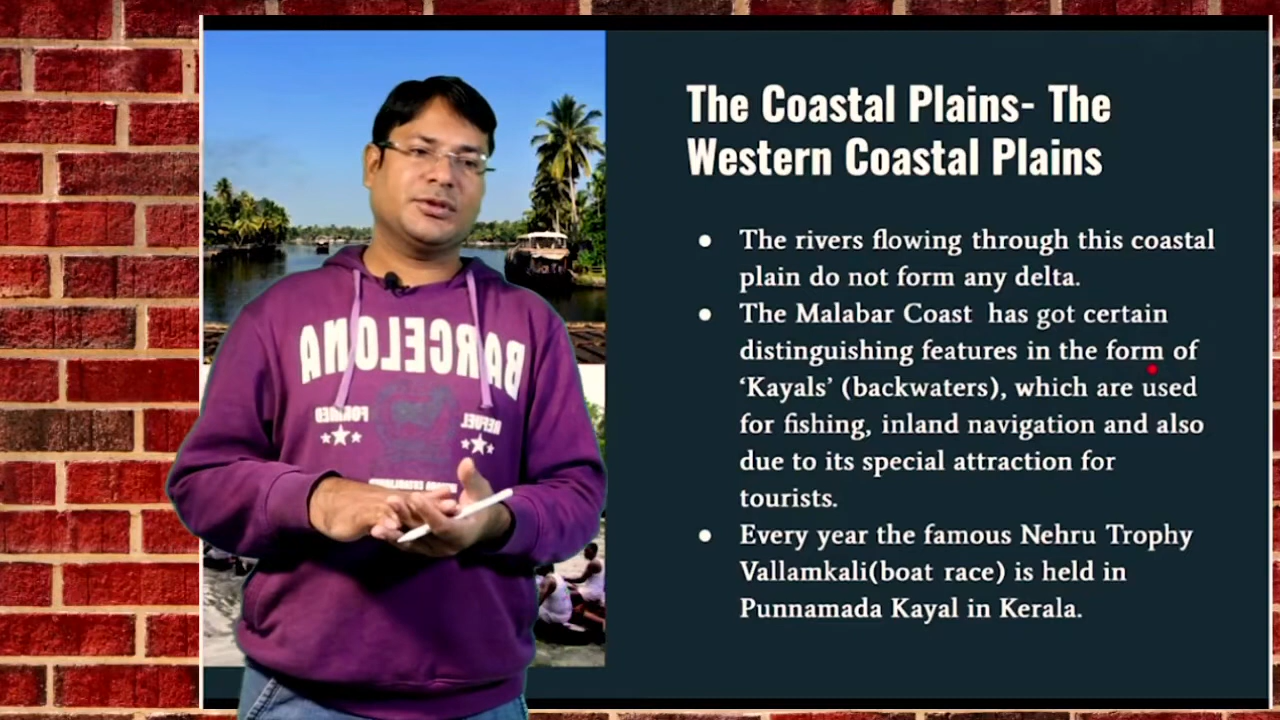 The Coastal Plains- The
Western Coastal Plains
● The rivers flowing through this coastal
plain do not form any delta.
● The Malabar Coast has got certain
distinguishing features in the form of
‘Kayals’ (backwaters), which are used
for fishing, inland navigation and also
due to its special attraction for
tourists.
● Every year the famous Nehru Trophy
Vallamkali(boat race) is held in
Punnamada Kayal in Kerala.
BARCELONA
REFUEL